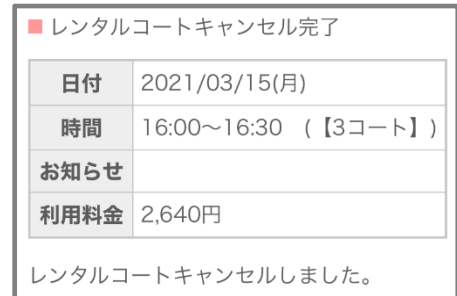 ■ レンタルコートキャンセル完了
日付 2021/03/15(月)
時間 16:00～16:30 (【3コート】)
お知らせ
利用料金 2,640円
レンタルコートキャンセルしました。